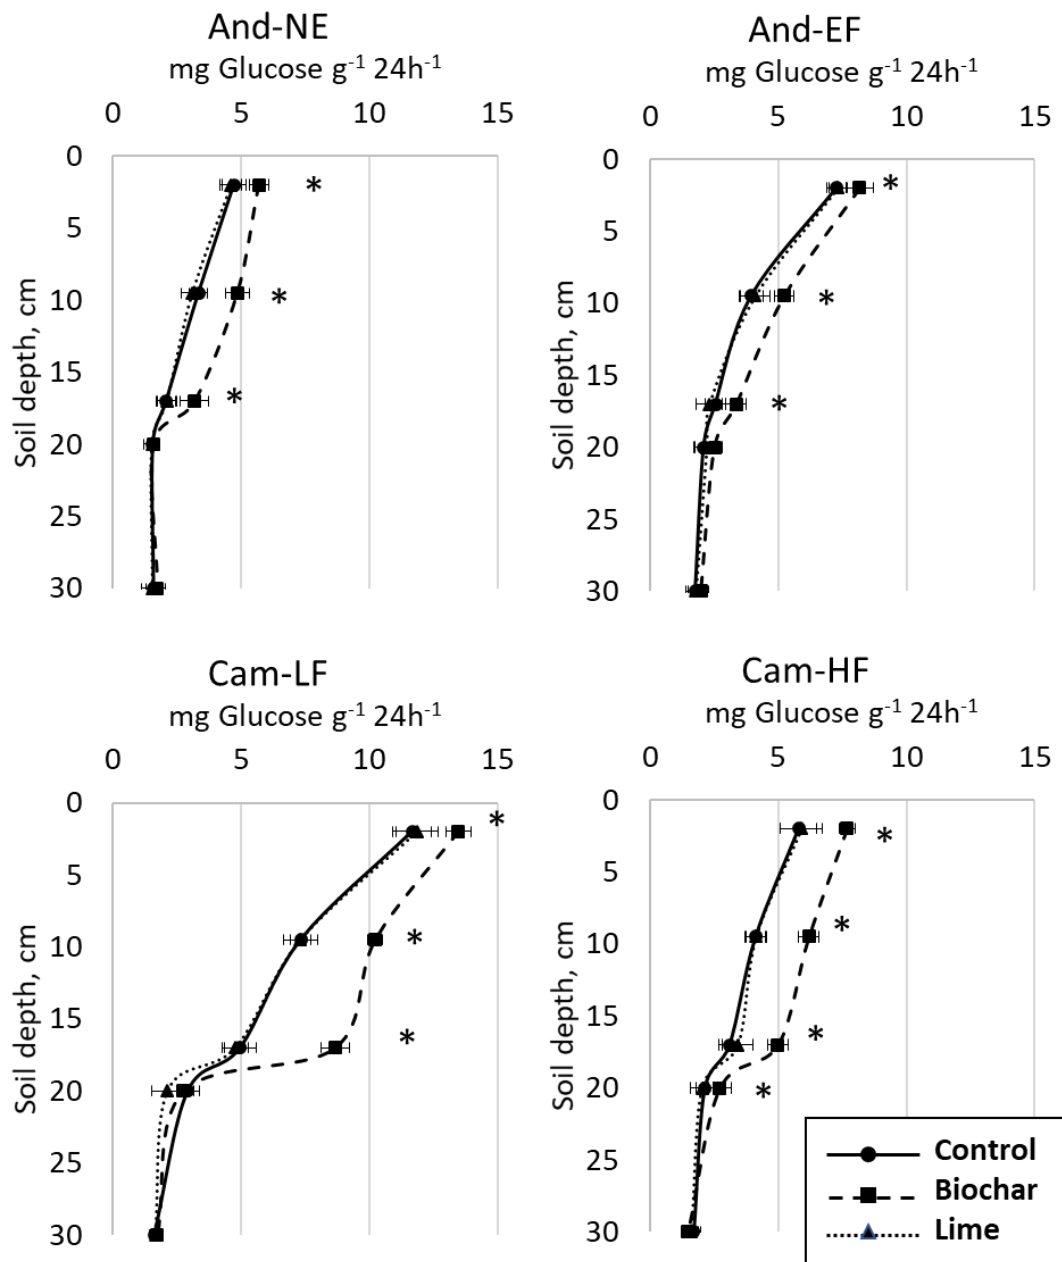 And-NE
mg Glucose g⁻¹ 24h⁻¹
0 5 10 15
0
5
10
15
20
25
30
Soil depth, cm
*
*
*
And-EF
mg Glucose g⁻¹ 24h⁻¹
0 5 10 15
0
5
10
15
20
25
30
Soil depth, cm
*
*
*
Cam-LF
mg Glucose g⁻¹ 24h⁻¹
0 5 10 15
0
5
10
15
20
25
30
Soil depth, cm
*
*
*
Cam-HF
mg Glucose g⁻¹ 24h⁻¹
0 5 10 15
0
5
10
15
20
25
30
Soil depth, cm
*
*
*
*
Control
Biochar
Lime